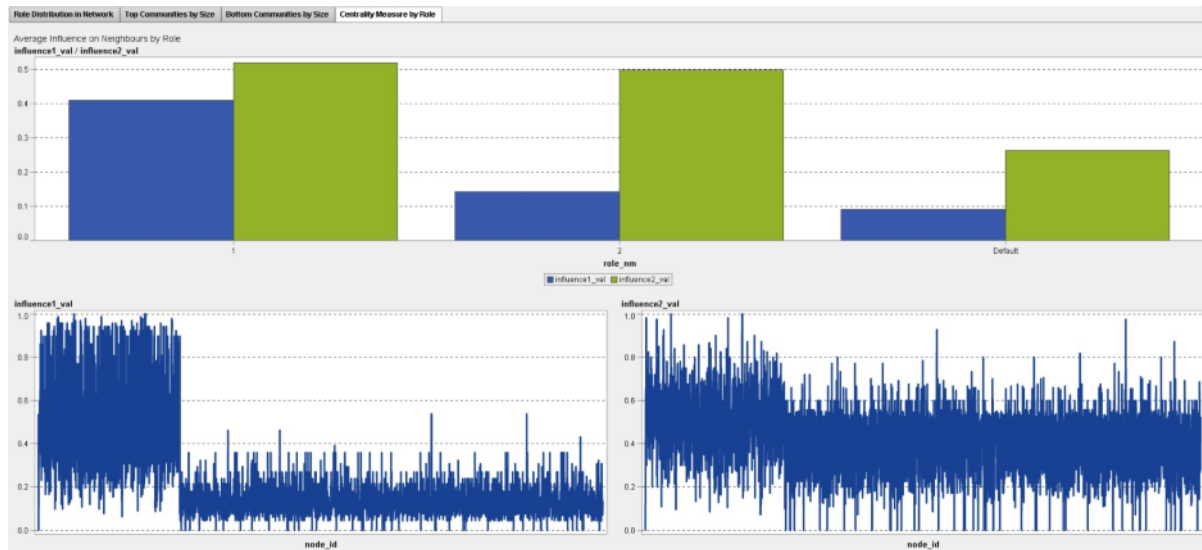 Role Distribution in Network Top Communities by Size Bottom Communities by Size Centrality Measure by Role
Average Influence on Neighbours by Role
influence1_val / influence2_val
0.5
0.4
0.3
0.2
0.1
0.0
1 2 Default
role_nm
influence1_val influence2_val
influence1_val
1.0
0.8
0.6
0.4
0.2
0.0
node_id
influence2_val
1.0
0.8
0.6
0.4
0.2
0.0
node_id